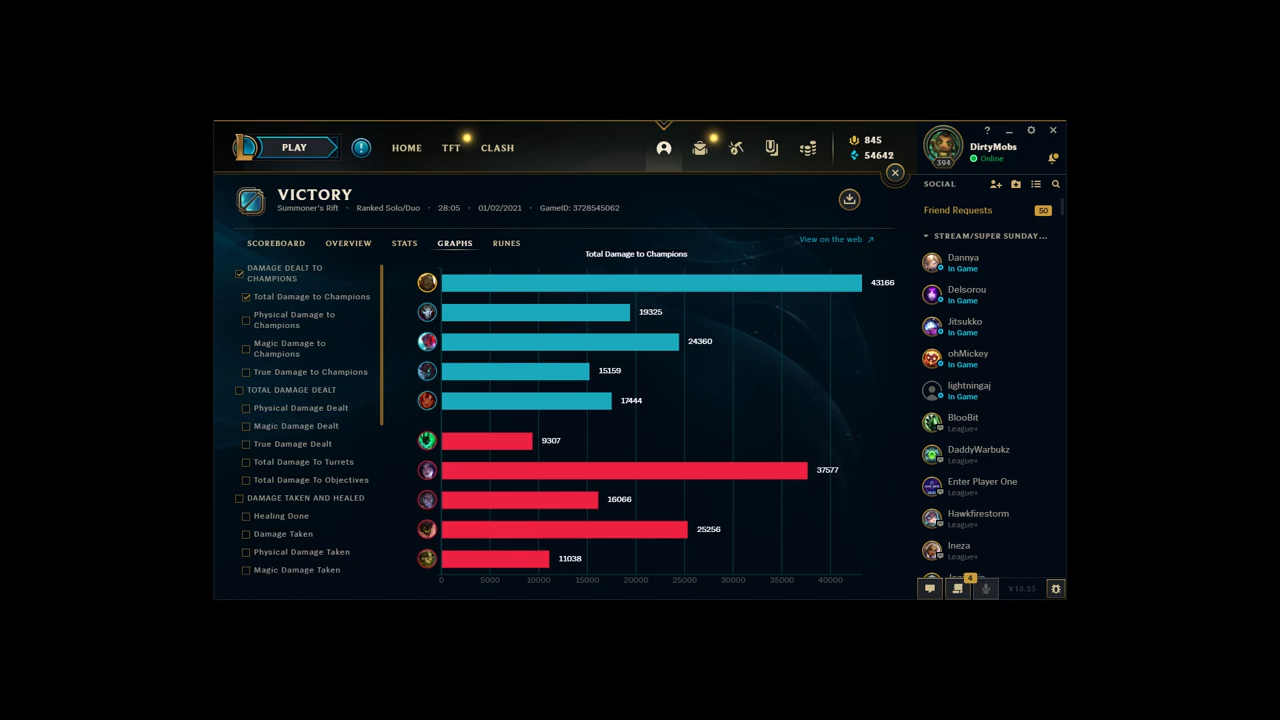 PLAY
HOME
TFT
CLASH
845
54642
394
DirtyMobs
Online
VICTORY
Summoner's Rift • Ranked Solo/Duo • 28:05 • 01/02/2021 • GameID: 3728545062
SCOREBOARD
OVERVIEW
STATS
GRAPHS
RUNES
View on the web
DAMAGE DEALT TO
CHAMPIONS
Total Damage to Champions
Physical Damage to
Champions
Magic Damage to
Champions
True Damage to Champions
TOTAL DAMAGE DEALT
Physical Damage Dealt
Magic Damage Dealt
True Damage Dealt
Total Damage To Turrets
Total Damage To Objectives
DAMAGE TAKEN AND HEALED
Healing Done
Damage Taken
Physical Damage Taken
Magic Damage Taken
Total Damage to Champions
43166
19325
24360
15159
17444
9307
37577
16066
25256
11038
0 5000 10000 15000 20000 25000 30000 35000 40000
SOCIAL
Friend Requests 50
STREAM/SUPER SUNDAY...
Dannya
In Game
Delsorou
In Game
Jitsukko
In Game
ohMickey
In Game
lightningaj
In Game
BlooBit
League+
DaddyWarbukz
League+
Enter Player One
League+
Hawkfirestorm
League+
Ineza
League+
4
V10.25